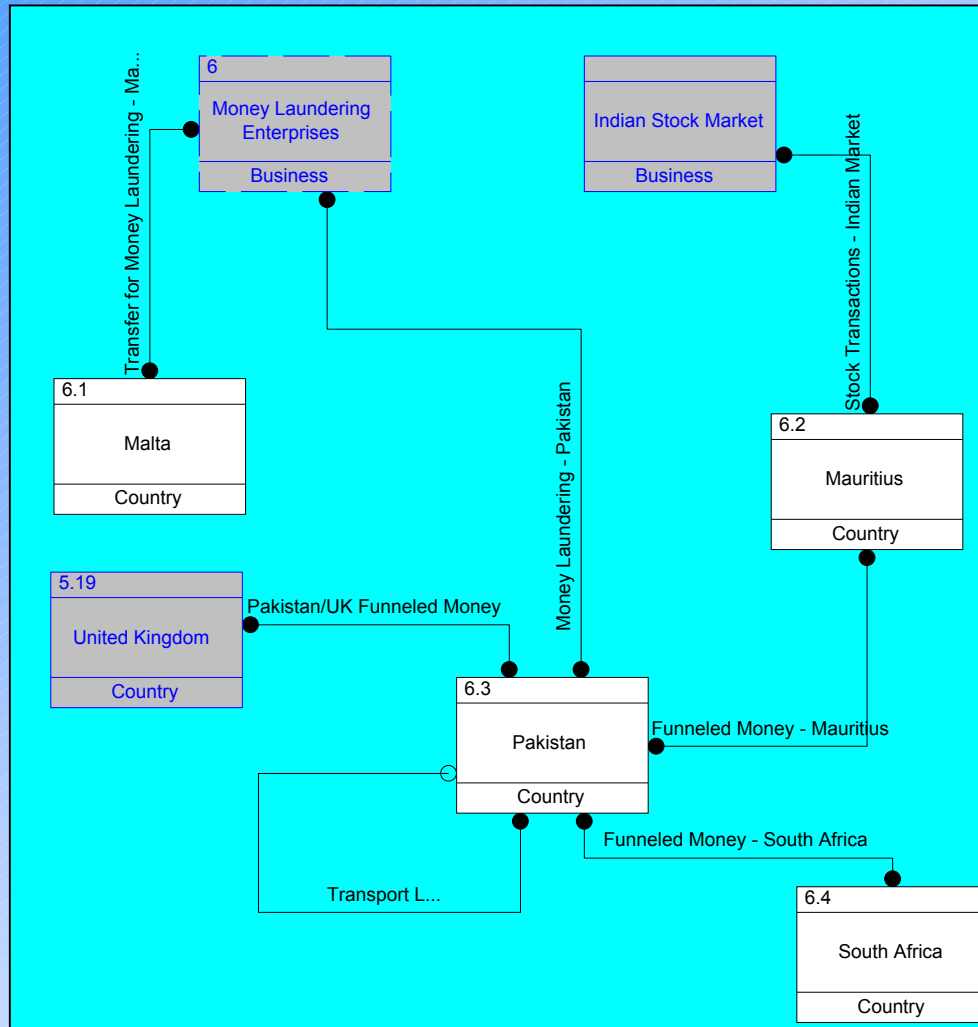 6
Money Laundering
Enterprises
Business
Indian Stock Market
Business
Transfer for Money Laundering - Ma...
Stock Transactions - Indian Market
6.1
Malta
Country
6.2
Mauritius
Country
Money Laundering - Pakistan
5.19
United Kingdom
Country
Pakistan/UK Funneled Money
6.3
Pakistan
Country
Funneled Money - Mauritius
Transport L...
Funneled Money - South Africa
6.4
South Africa
Country